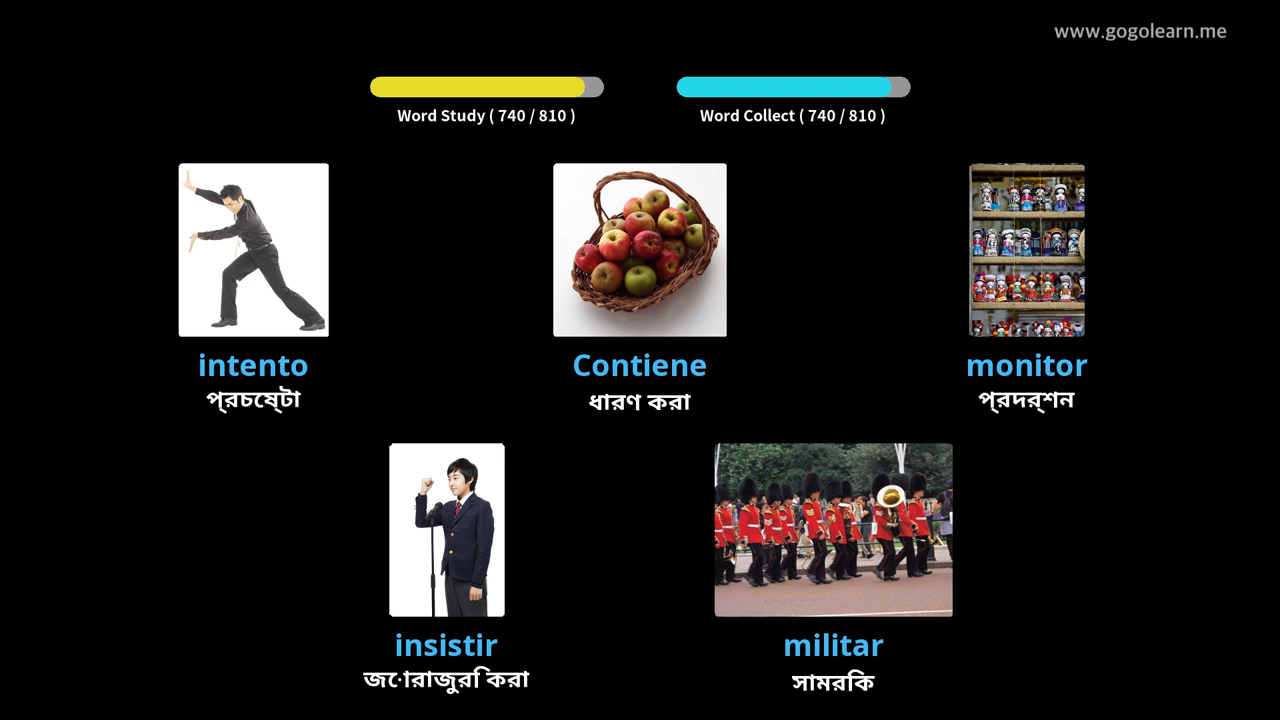 www.gogolearn.me
Word Study ( 740 / 810 )
Word Collect ( 740 / 810 )
intento
প্রচেষ্টা
Contiene
ধারণ করা
monitor
প্রদর্শন
insistir
জোরাজুরি করা
militar
সামরিক